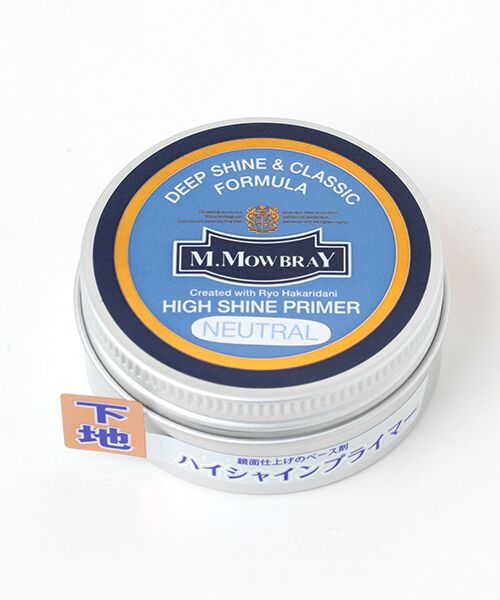 DEEP SHINE & CLASSIC
FORMULA
M.MOWBRAY
Created with Ryo Hakaridani
HIGH SHINE PRIMER
NEUTRAL
下地
鏡面仕上げのベース剤
ハイシャインプライマー